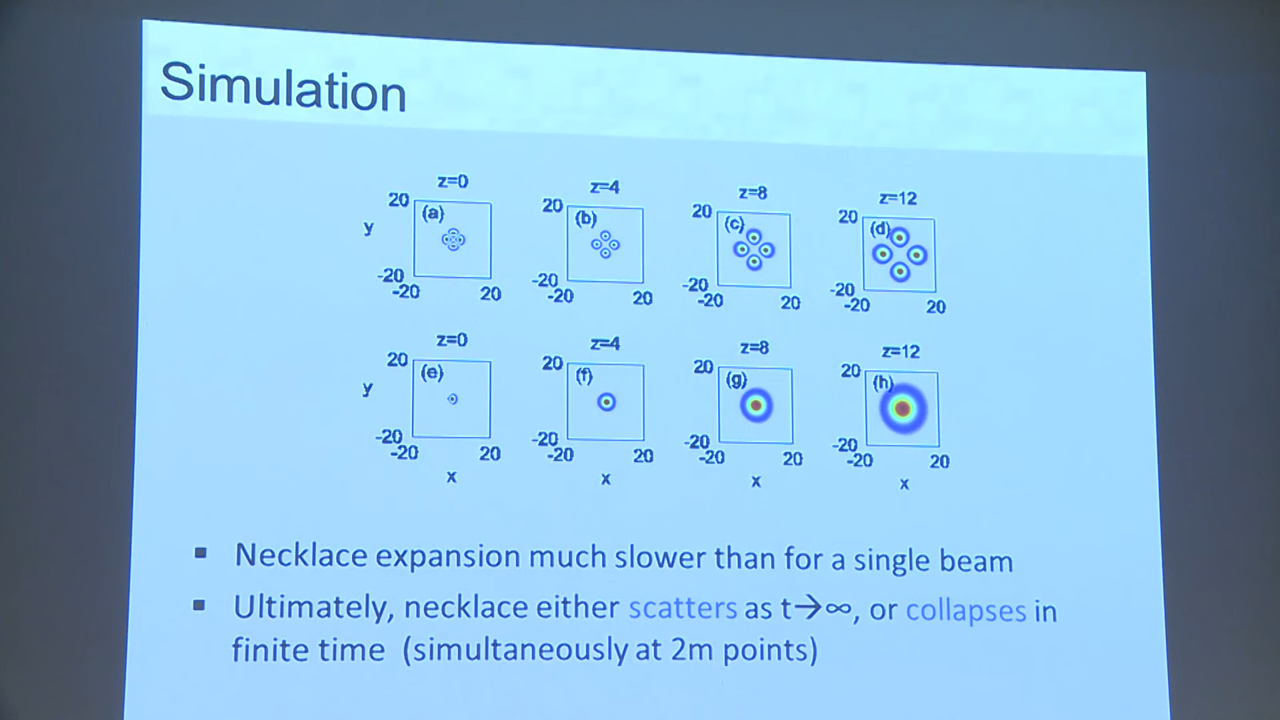 Simulation
z=0 z=4 z=8 z=12
20 (a) 20 (b) 20 (c) 20 (d)
y
-20 -20 -20 -20
-20 20 -20 20 -20 20 -20 20
z=0 z=4 z=8 z=12
20 (e) 20 (f) 20 (g) 20 (h)
y
-20 -20 -20 -20
-20 20 -20 20 -20 20 -20 20
x x x x
▪ Necklace expansion much slower than for a single beam
▪ Ultimately, necklace either scatters as t→∞, or collapses in
finite time (simultaneously at 2m points)